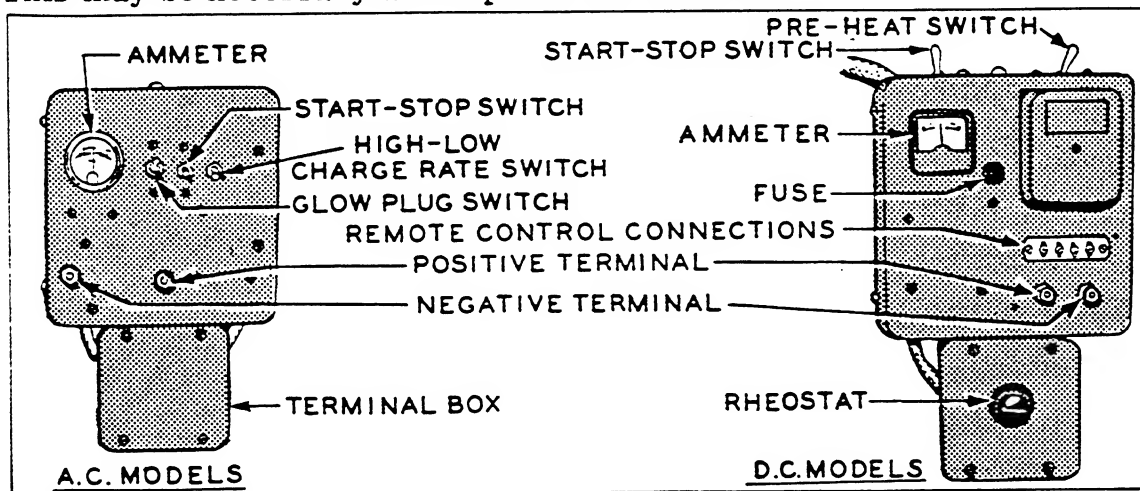 PRE-HEAT SWITCH
START-STOP SWITCH
AMMETER
START-STOP SWITCH
HIGH-LOW
CHARGE RATE SWITCH
GLOW PLUG SWITCH
AMMETER
FUSE
REMOTE CONTROL CONNECTIONS
POSITIVE TERMINAL
NEGATIVE TERMINAL
TERMINAL BOX
RHEOSTAT
A.C. MODELS
D.C. MODELS